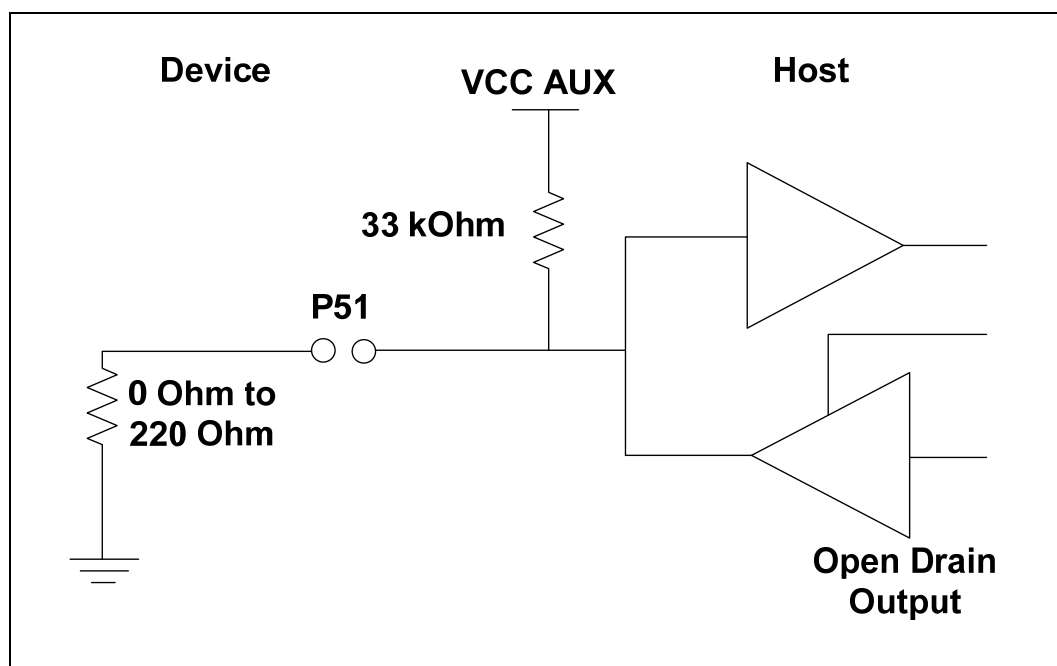 Device
VCC AUX
Host
33 kOhm
P51
0 Ohm to
220 Ohm
Open Drain
Output